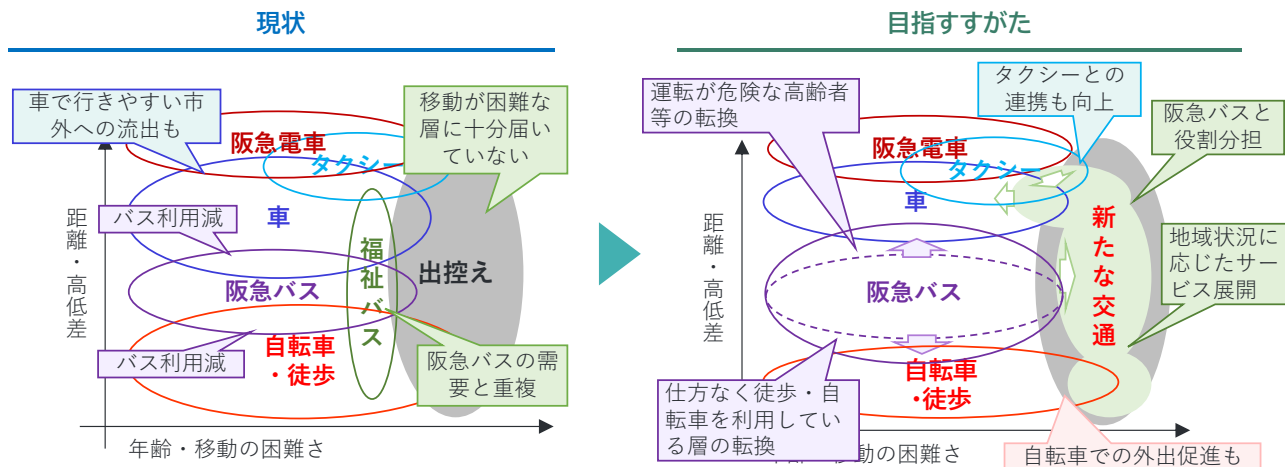 現状
車で行きやすい市
外への流出も
移動が困難な
層に十分届い
ていない
阪急電車
タクシー
車
バス利用減
福祉バス
出控え
阪急バス
バス利用減
自転車
・徒歩
阪急バスの需
要と重複
距離・高低差
年齢・移動の困難さ
目指すすがた
運転が危険な高齢者
等の転換
タクシーとの
連携も向上
阪急バスと
役割分担
阪急電車
タクシー
車
新たな交通
地域状況に
応じたサー
ビス展開
阪急バス
自転車
・徒歩
仕方なく徒歩・自
転車を利用してい
る層の転換
自転車での外出促進も
距離・高低差
移動の困難さ